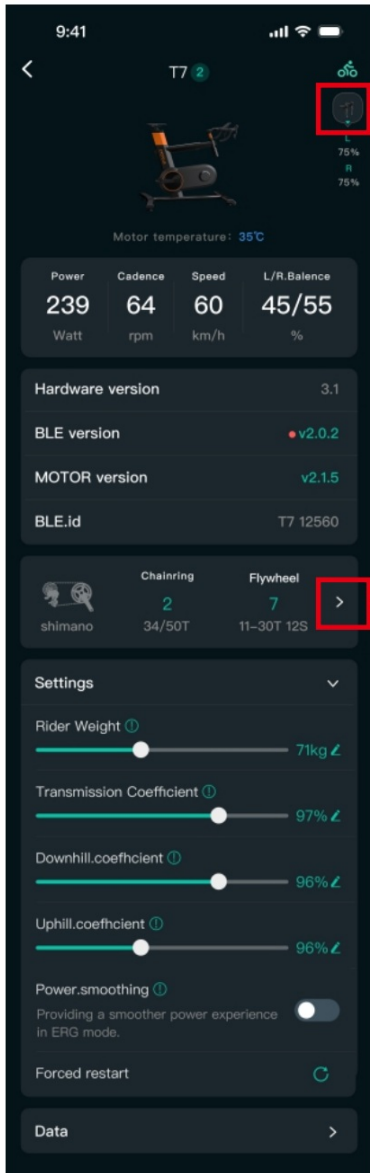 9:41
T7 2
L
75%
R
75%
Motor temperature: 35℃
Power Cadence Speed L/R.Balence
239 64 60 45/55
Watt rpm km/h %
Hardware version 3.1
BLE version v2.0.2
MOTOR version v2.1.5
BLE.id T7 12560
Chainring Flywheel
2 7
shimano 34/50T 11-30T 12S
Settings
Rider Weight
71kg
Transmission Coeffcient
97%
Downhill.coefhcient
96%
Uphill.coefhcient
96%
Power.smoothing
Providing a smoother power experience
in ERG mode.
Forced restart
Data